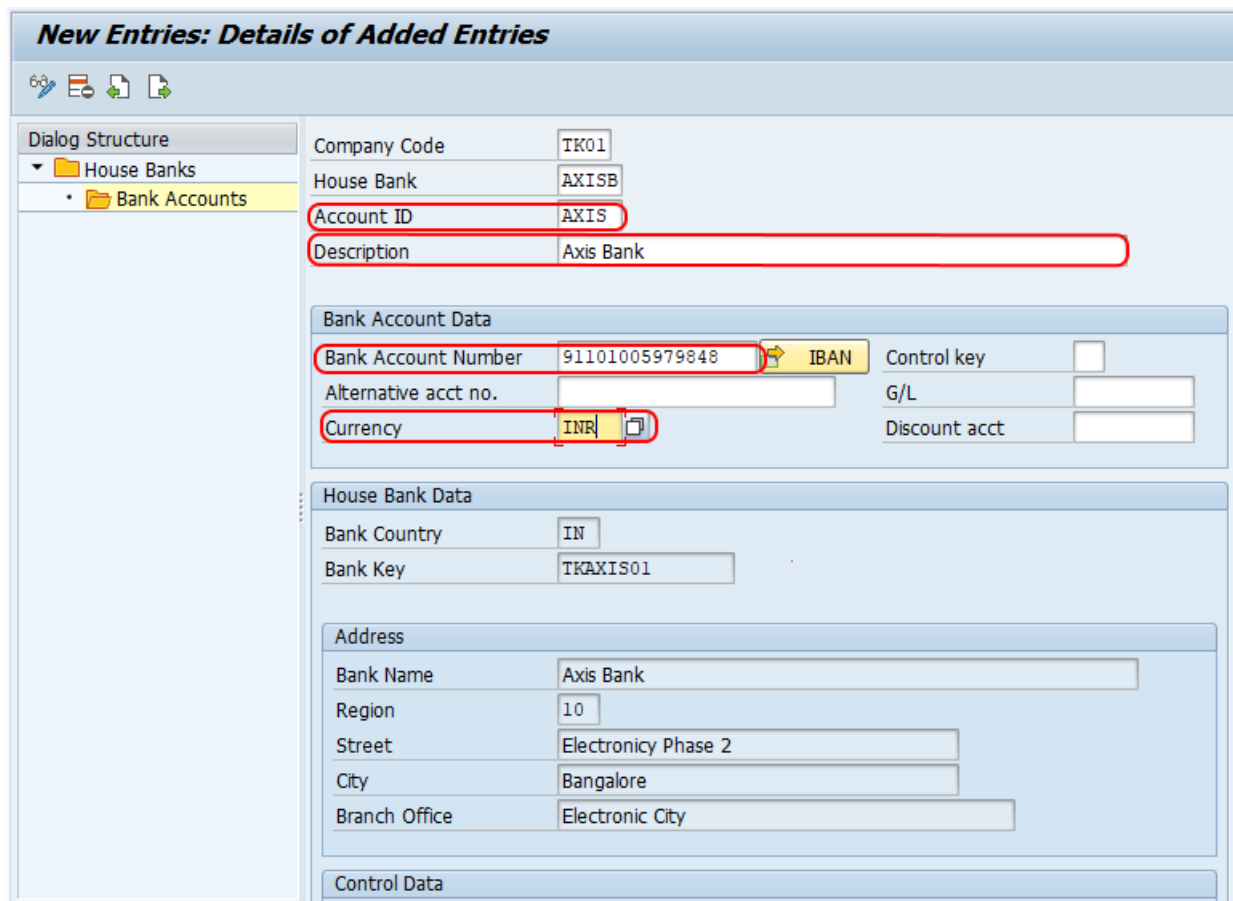 New Entries: Details of Added Entries
Dialog Structure
House Banks
Bank Accounts
Company Code TK01
House Bank AXISB
Account ID AXIS
Description Axis Bank
Bank Account Data
Bank Account Number 91101005979848 IBAN Control key
Alternative acct no. G/L
Currency INR Discount acct
House Bank Data
Bank Country IN
Bank Key TKAXIS01
Address
Bank Name Axis Bank
Region 10
Street Electronicy Phase 2
City Bangalore
Branch Office Electronic City
Control Data